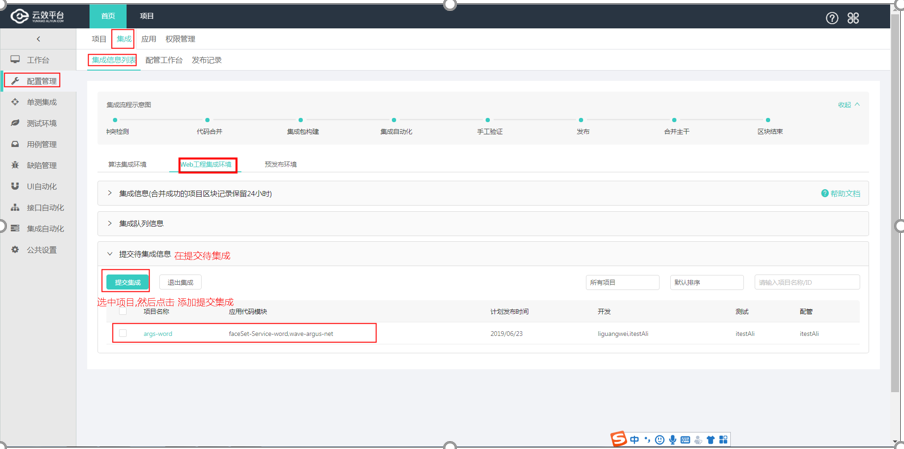 云效平台
YUNXIAO.ALIYUN.COM
首页
项目
项目
集成
应用
权限管理
集成信息列表
配管工作台
发布记录
工作台
配置管理
单测集成
测试环境
用例管理
缺陷管理
UI自动化
接口自动化
集成自动化
公共设置
集成流程示意图
收起
冲突检测
代码合并
集成包构建
集成自动化
手工验证
发布
合并主干
区块结束
算法集成环境
Web工程集成环境
预发布环境
集成信息(合并成功的项目区块记录保留24小时)
帮助文档
集成队列信息
提交待集成信息 在提交待集成
提交集成
退出集成
所有项目
默认排序
请输入项目名称/ID
选中项目,然后点击 添加提交集成
项目名称
应用代码模块
计划发布时间
开发
测试
配管
args-word
faceSet-Service-word,wave-argus-net
2019/06/23
liguangwei.itestAli
itestAli
itestAli
中